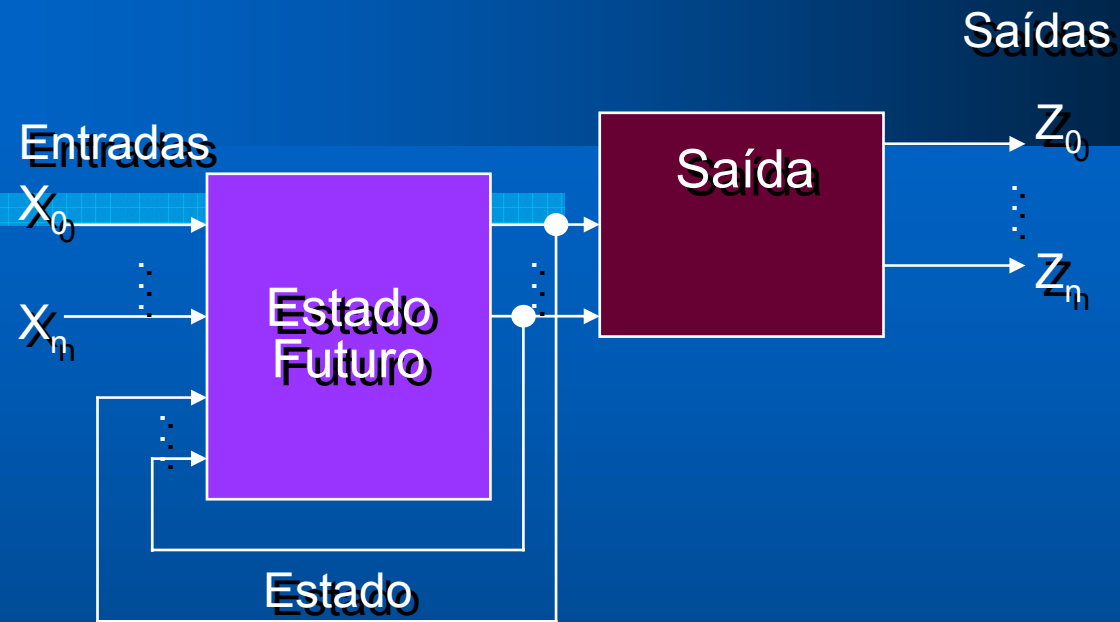 Saídas
Entradas
X0
Xn
Estado
Futuro
Saída
Z0
Zn
Estado